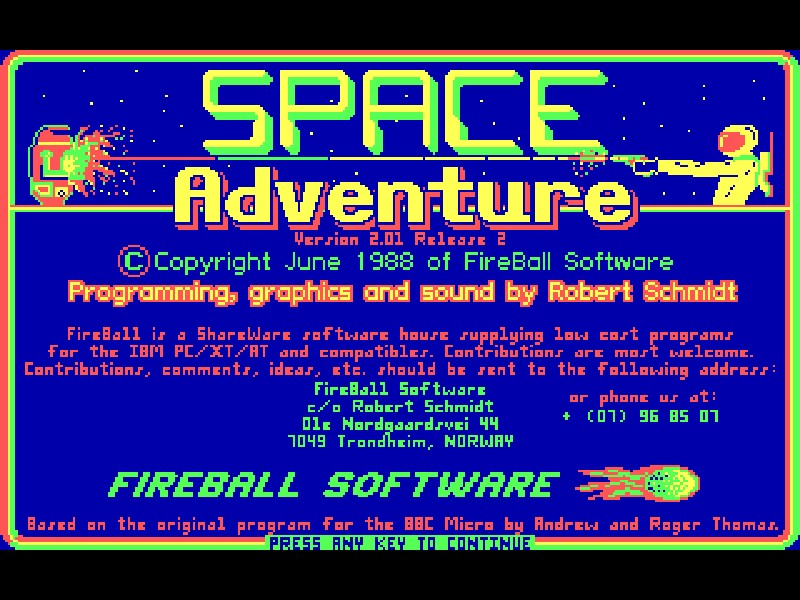 SPACE
Adventure
Version 2.01 Release 2
© Copyright June 1988 of FireBall Software
Programming, graphics and sound by Robert Schmidt
FireBall is a ShareWare software house supplying low cost programs
for the IBM PC/XT/AT and compatibles. Contributions are most welcome.
Contributions, comments, ideas, etc. should be sent to the following address:
FireBall Software
c/o Robert Schmidt
Ole Nordgaardsvei 44
7049 Trondheim, NORWAY
or phone us at:
+ (07) 96 85 07
FIREBALL SOFTWARE
Based on the original program for the BBC Micro by Andrew and Roger Thomas.
PRESS ANY KEY TO CONTINUE